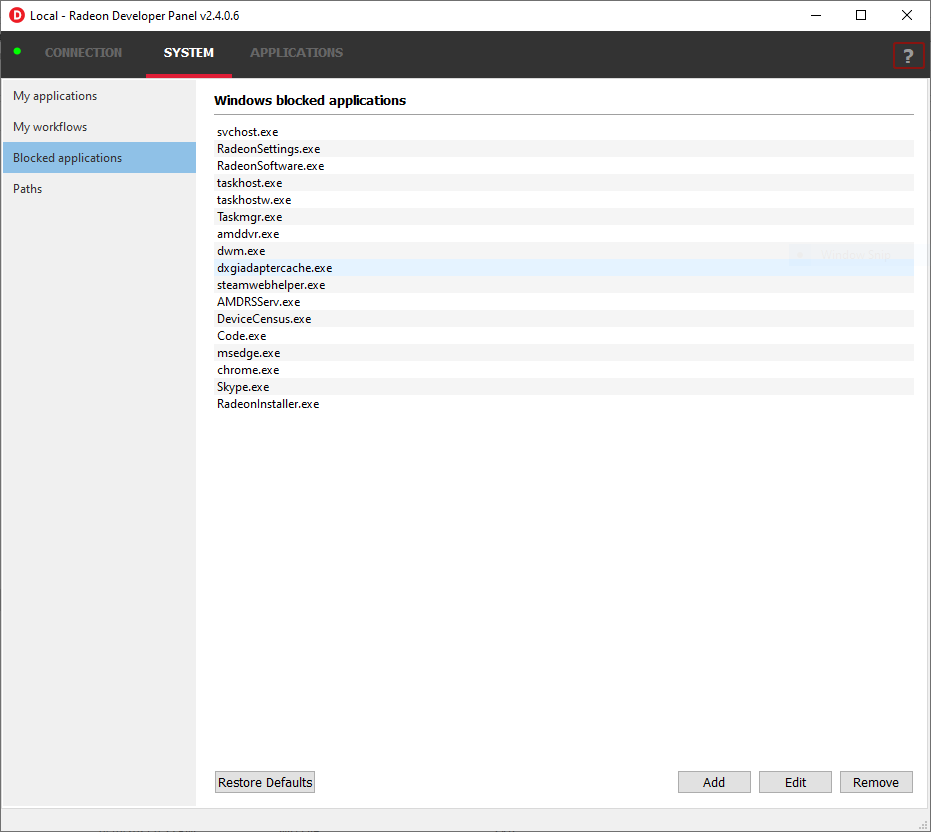 D Local - Radeon Developer Panel v2.4.0.6
CONNECTION SYSTEM APPLICATIONS ?
My applications
My workflows
Blocked applications
Paths
Windows blocked applications
svchost.exe
RadeonSettings.exe
RadeonSoftware.exe
taskhost.exe
taskhostw.exe
Taskmgr.exe
amddvr.exe
dwm.exe
dxgiadaptercache.exe
steamwebhelper.exe
AMDRSServ.exe
DeviceCensus.exe
Code.exe
msedge.exe
chrome.exe
Skype.exe
RadeonInstaller.exe
Restore Defaults Add Edit Remove